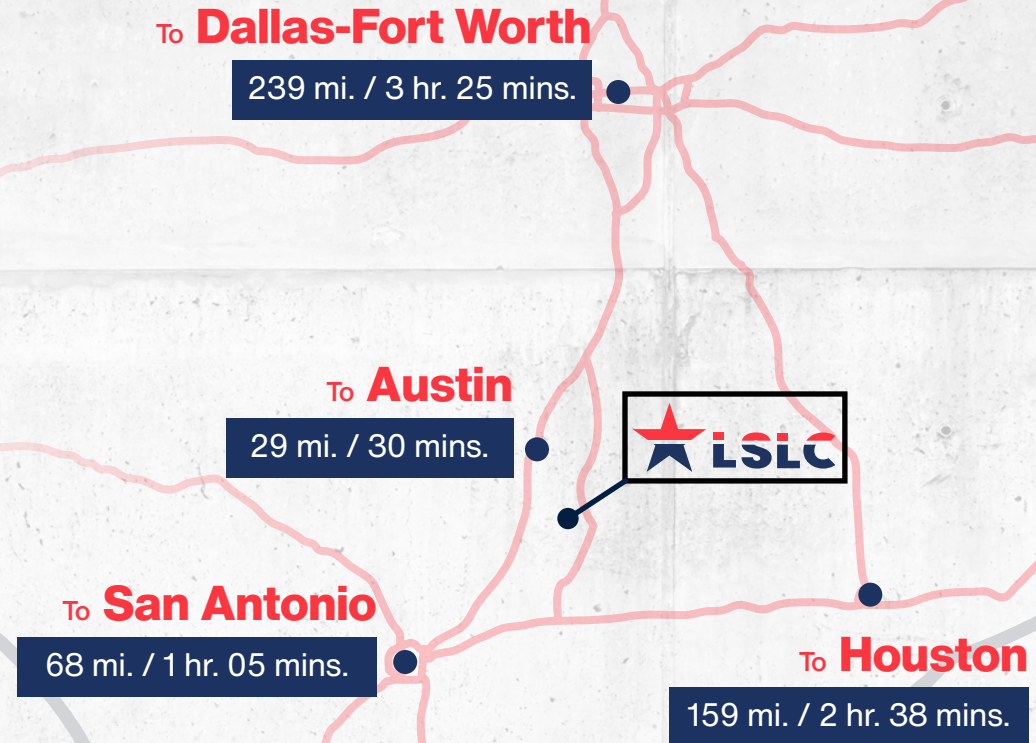 To Dallas-Fort Worth
239 mi. / 3 hr. 25 mins.
To Austin
29 mi. / 30 mins.
LSLC
To San Antonio
68 mi. / 1 hr. 05 mins.
To Houston
159 mi. / 2 hr. 38 mins.